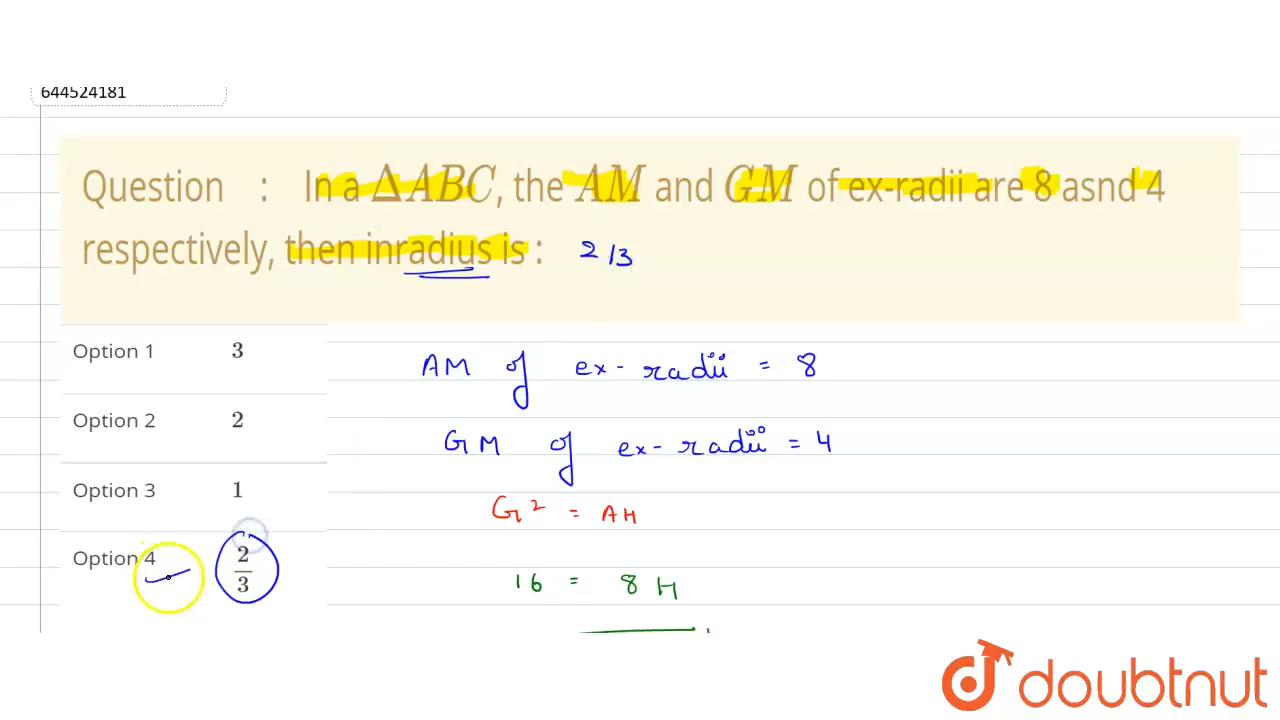 644524181
Question : In a ΔABC, the AM and GM of ex-radii are 8 asnd 4
respectively, then inradius is : 2/3
Option 1 3
AM of ex-radii = 8
Option 2 2
GM of ex-radii = 4
Option 3 1
G² = AH
Option 4 2/3
16 = 8 H
doubtnut